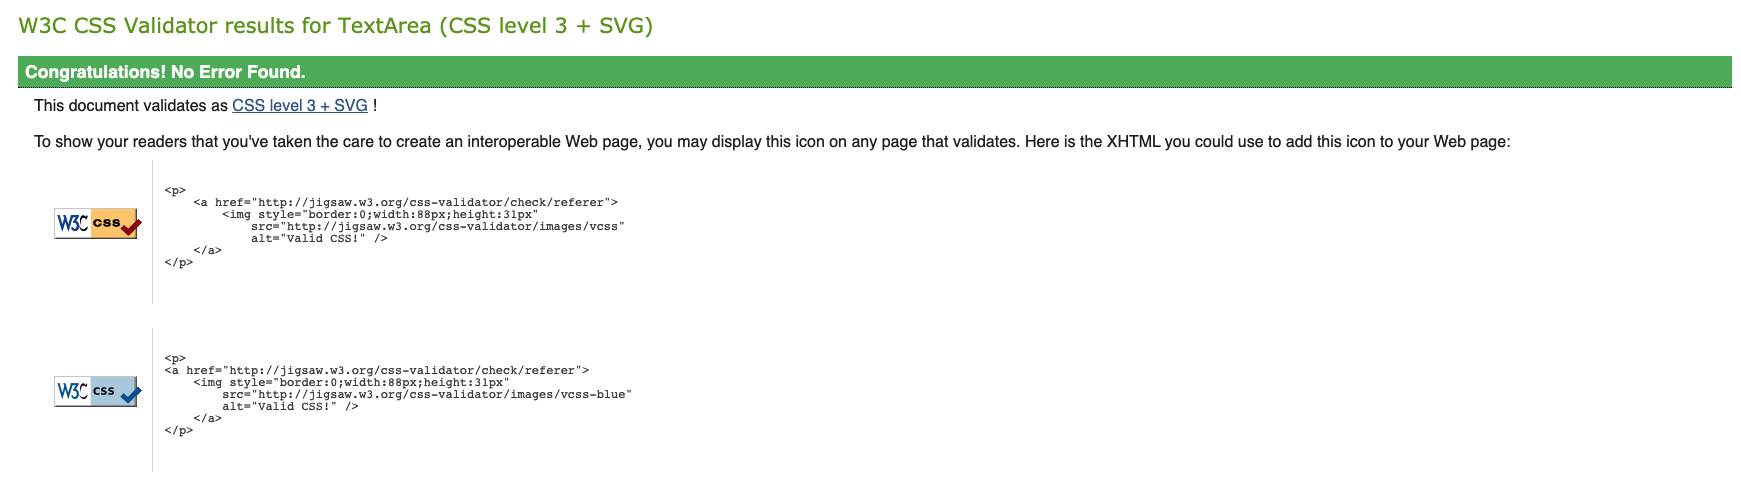 W3C CSS Validator results for TextArea (CSS level 3 + SVG)
Congratulations! No Error Found.
This document validates as CSS level 3 + SVG !
To show your readers that you've taken the care to create an interoperable Web page, you may display this icon on any page that validates. Here is the XHTML you could use to add this icon to your Web page:
W3C css
<p>
    <a href="http://jigsaw.w3.org/css-validator/check/referer">
        <img style="border:0;width:88px;height:31px"
            src="http://jigsaw.w3.org/css-validator/images/vcss"
            alt="Valid CSS!" />
    </a>
</p>
W3C css
<p>
<a href="http://jigsaw.w3.org/css-validator/check/referer">
    <img style="border:0;width:88px;height:31px"
        src="http://jigsaw.w3.org/css-validator/images/vcss-blue"
        alt="Valid CSS!" />
    </a>
</p>